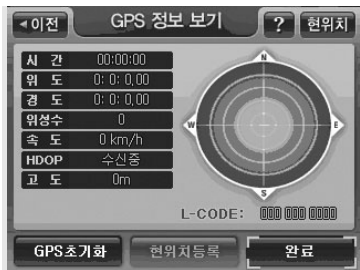 ◀이전 GPS 정보 보기 ? 현위치
시 간 00:00:00
위 도 0: 0: 0,00
경 도 0: 0: 0,00
위성수 0
속 도 0 km/h
HDOP 수신중
고 도 0m
N
W E
S
L-CODE: 000 000 0000
GPS초기화 현위치등록 완료